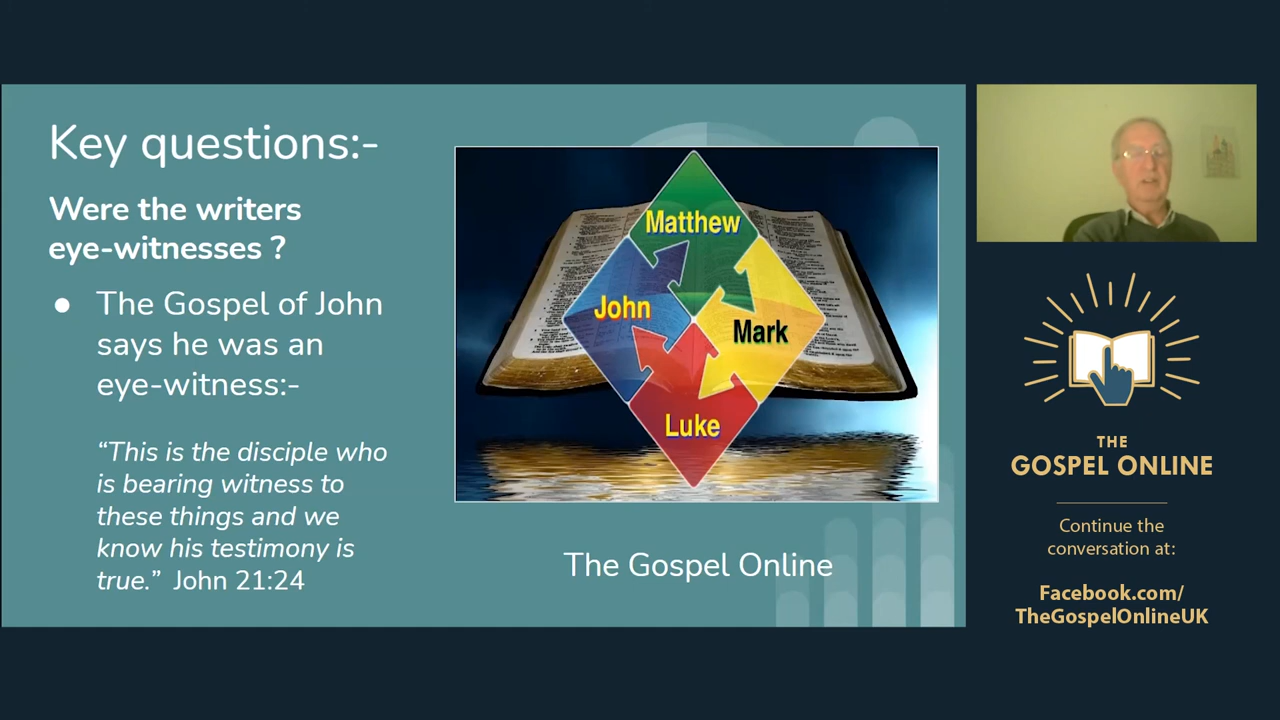 Key questions:-
Were the writers
eye-witnesses ?
● The Gospel of John
says he was an
eye-witness:-
“This is the disciple who
is bearing witness to
these things and we
know his testimony is
true.” John 21:24
Matthew
John
Mark
Luke
The Gospel Online
THE
GOSPEL ONLINE
Continue the
conversation at:
Facebook.com/
TheGospelOnlineUK